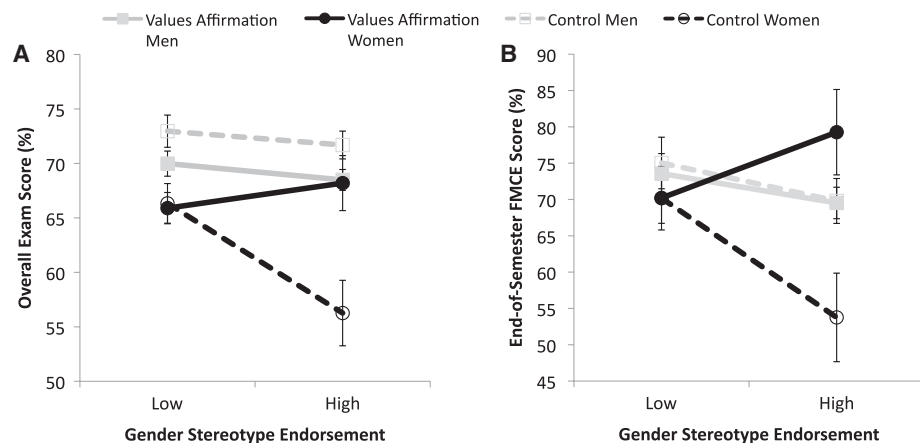 Values Affirmation Men
Values Affirmation Women
Control Men
Control Women
A
80
75
70
65
60
55
50
Overall Exam Score (%)
Low
High
Gender Stereotype Endorsement
B
90
85
80
75
70
65
60
55
50
45
End-of-Semester FMCE Score (%)
Low
High
Gender Stereotype Endorsement